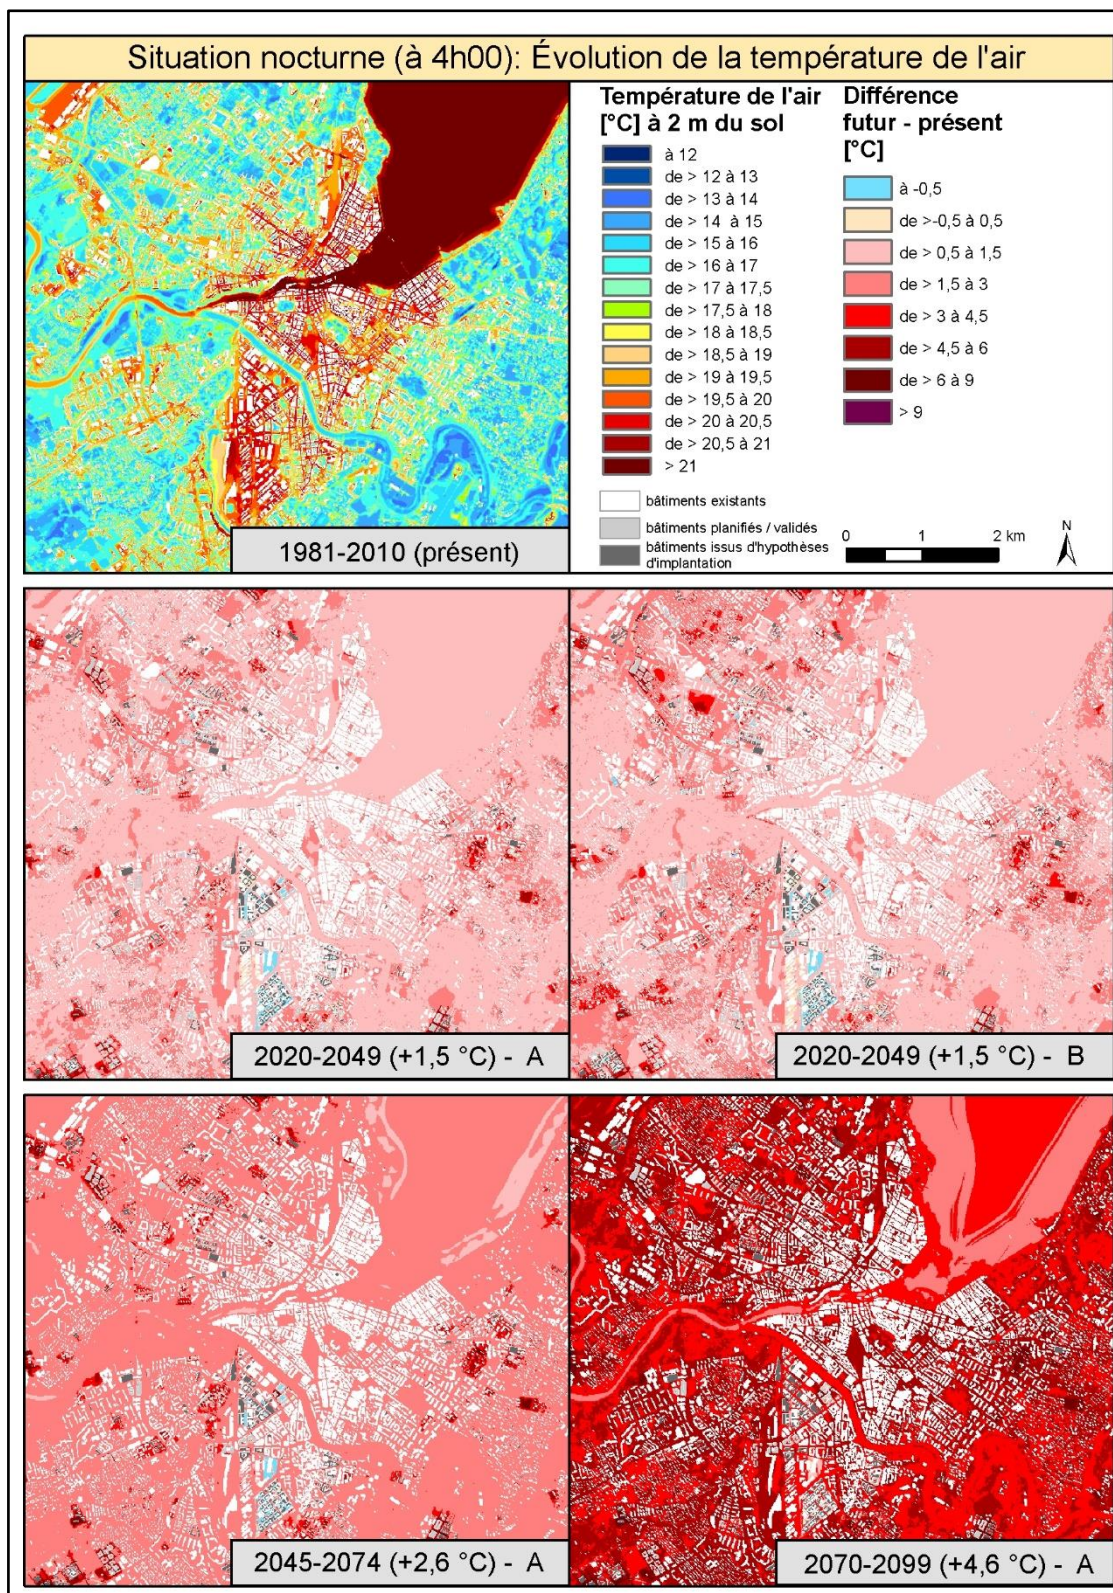 Situation nocturne (à 4h00): Évolution de la température de l'air
Température de l'air
[°C] à 2 m du sol
à 12
de > 12 à 13
de > 13 à 14
de > 14 à 15
de > 15 à 16
de > 16 à 17
de > 17 à 17,5
de > 17,5 à 18
de > 18 à 18,5
de > 18,5 à 19
de > 19 à 19,5
de > 19,5 à 20
de > 20 à 20,5
de > 20,5 à 21
> 21
Différence
futur - présent
[°C]
à -0,5
de >-0,5 à 0,5
de > 0,5 à 1,5
de > 1,5 à 3
de > 3 à 4,5
de > 4,5 à 6
de > 6 à 9
> 9
bâtiments existants
bâtiments planifiés / validés
bâtiments issus d'hypothèses
d'implantation
0 1 2 km
N
1981-2010 (présent)
2020-2049 (+1,5 °C) - A
2020-2049 (+1,5 °C) - B
2045-2074 (+2,6 °C) - A
2070-2099 (+4,6 °C) - A